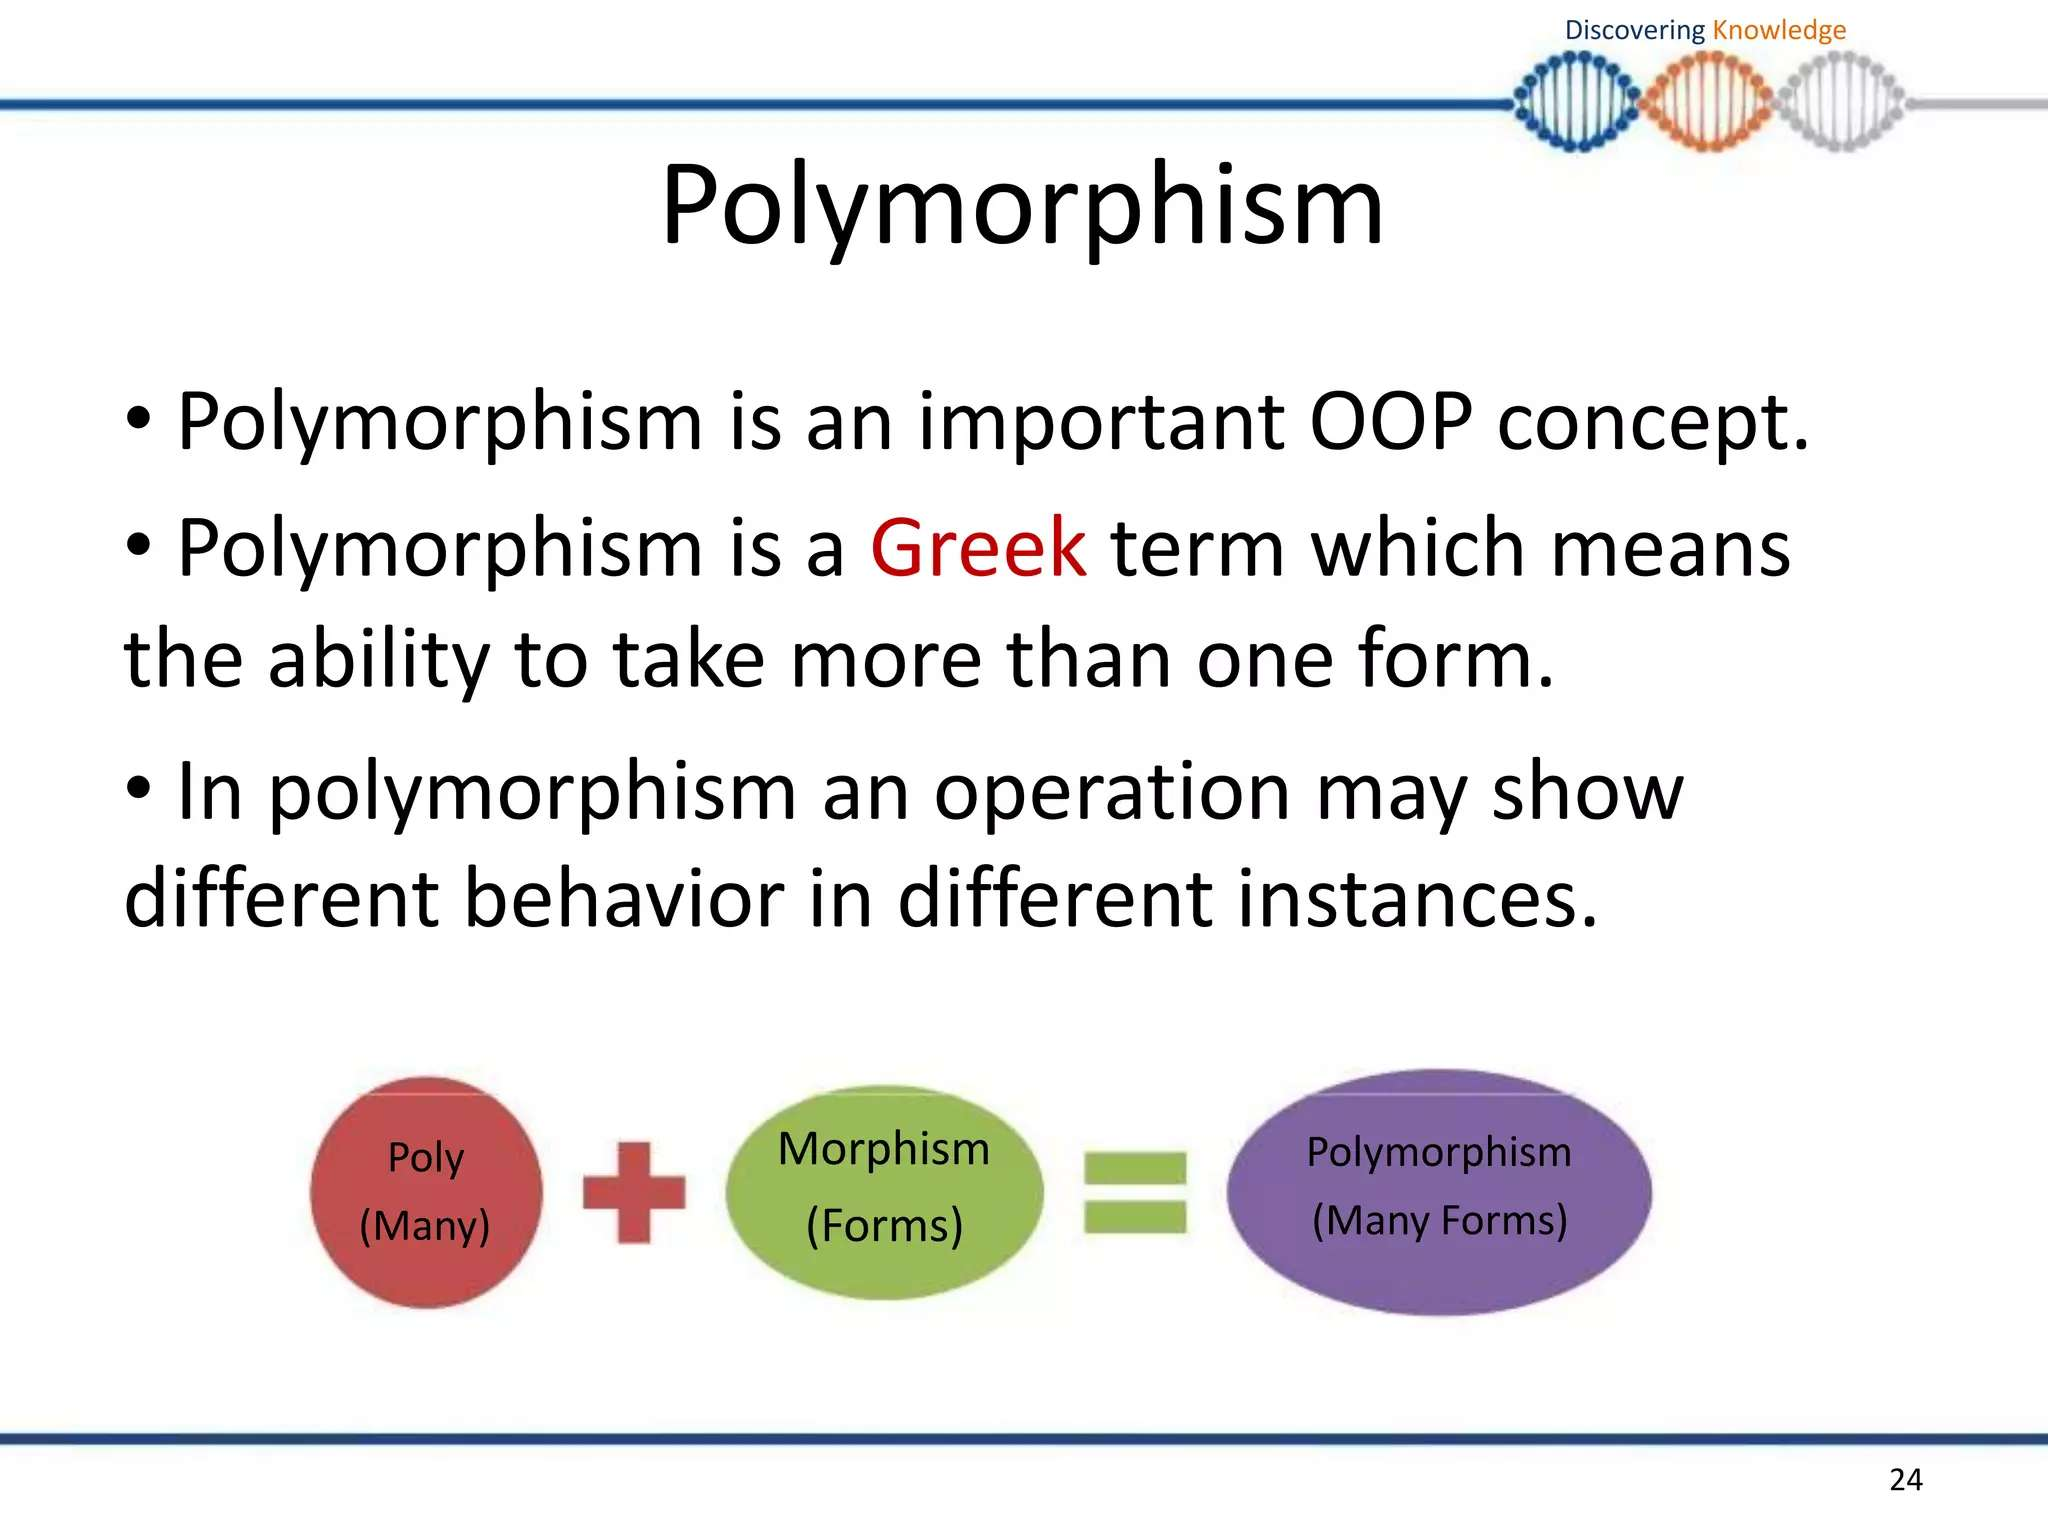 Discovering Knowledge
Polymorphism
• Polymorphism is an important OOP concept.
• Polymorphism is a Greek term which means
the ability to take more than one form.
• In polymorphism an operation may show
different behavior in different instances.
Poly
(Many)
Morphism
(Forms)
Polymorphism
(Many Forms)
24